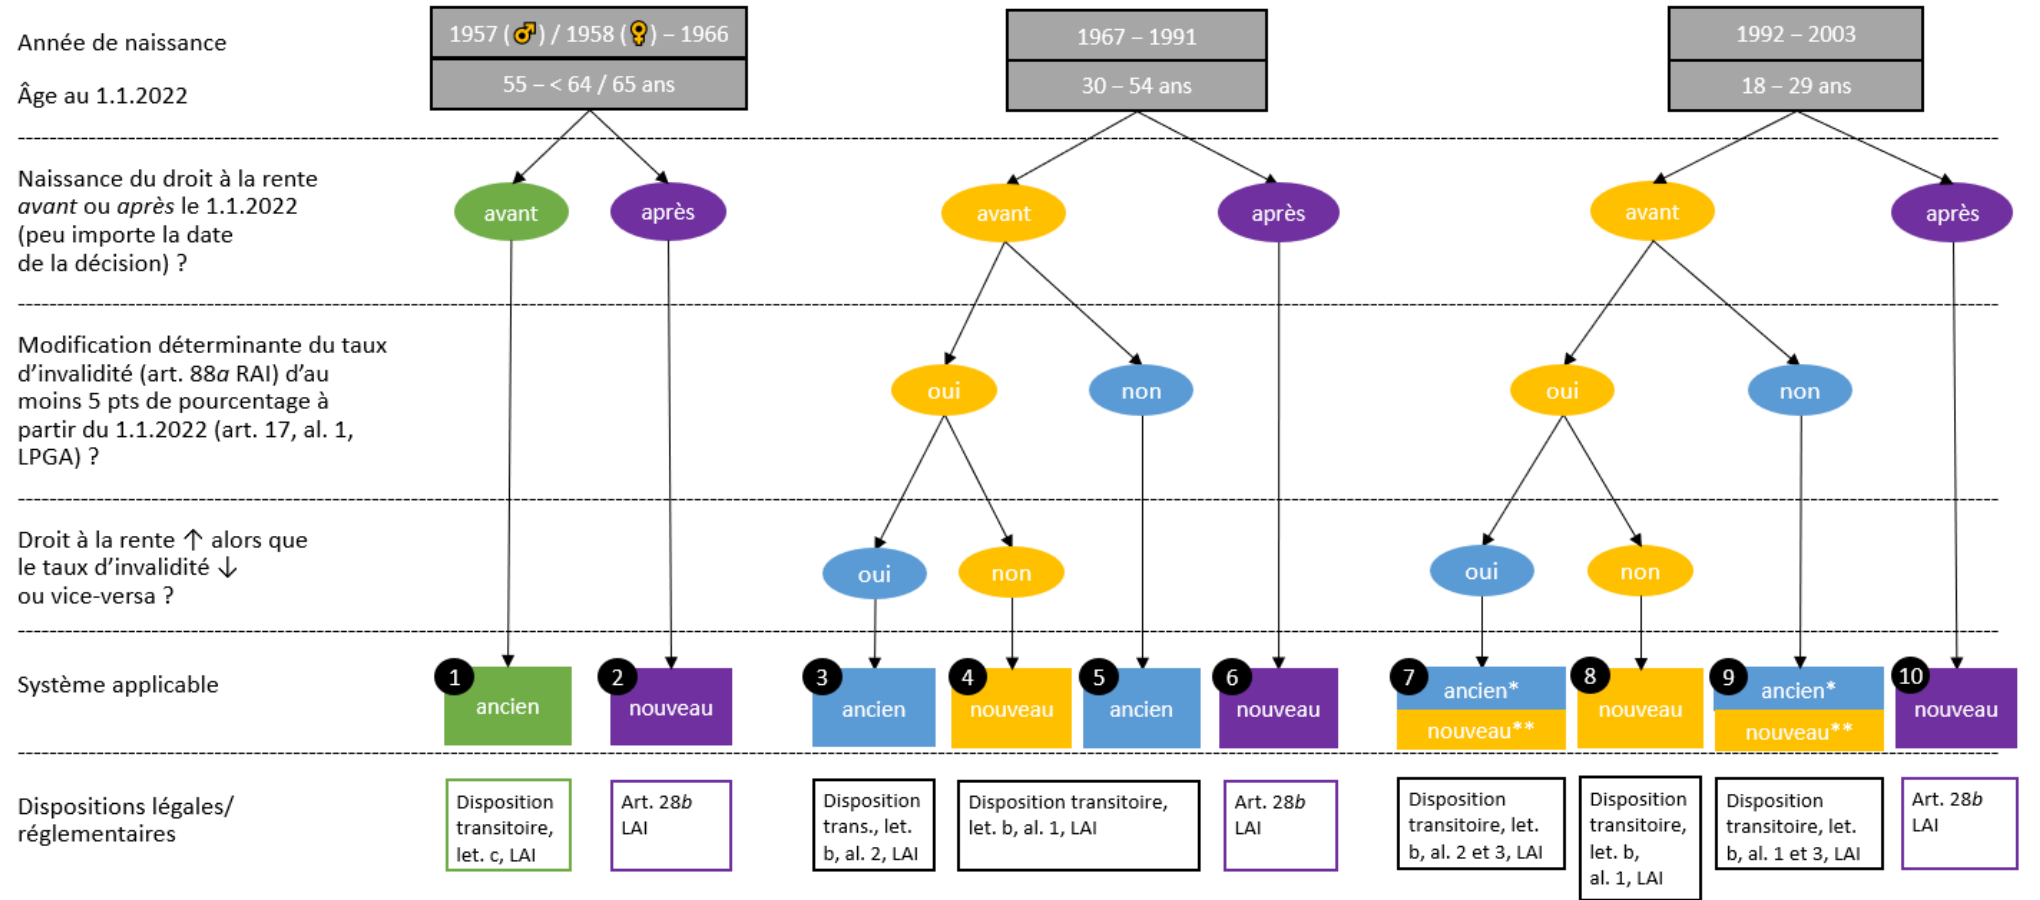 Année de naissance
1957 (♂) / 1958 (♀) – 1966
1967 – 1991
1992 – 2003
Âge au 1.1.2022
55 – < 64 / 65 ans
30 – 54 ans
18 – 29 ans
Naissance du droit à la rente
avant ou après le 1.1.2022
(peu importe la date
de la décision) ?
avant
après
avant
après
avant
après
Modification déterminante du taux
d’invalidité (art. 88a RAI) d’au
moins 5 pts de pourcentage à
partir du 1.1.2022 (art. 17, al. 1,
LPGA) ?
oui
non
oui
non
Droit à la rente ↑ alors que
le taux d’invalidité ↓
ou vice-versa ?
oui
non
oui
non
Système applicable
1
ancien
2
nouveau
3
ancien
4
nouveau
5
ancien
6
nouveau
7
ancien*
nouveau**
8
nouveau
9
ancien*
nouveau**
10
nouveau
Dispositions légales/
réglementaires
Disposition
transitoire,
let. c, LAI
Art. 28b
LAI
Disposition
trans., let.
b, al. 2, LAI
Disposition transitoire,
let. b, al. 1, LAI
Art. 28b
LAI
Disposition
transitoire, let.
b, al. 2 et 3, LAI
Disposition
transitoire,
let. b,
al. 1, LAI
Disposition
transitoire, let.
b, al. 1 et 3, LAI
Art. 28b
LAI